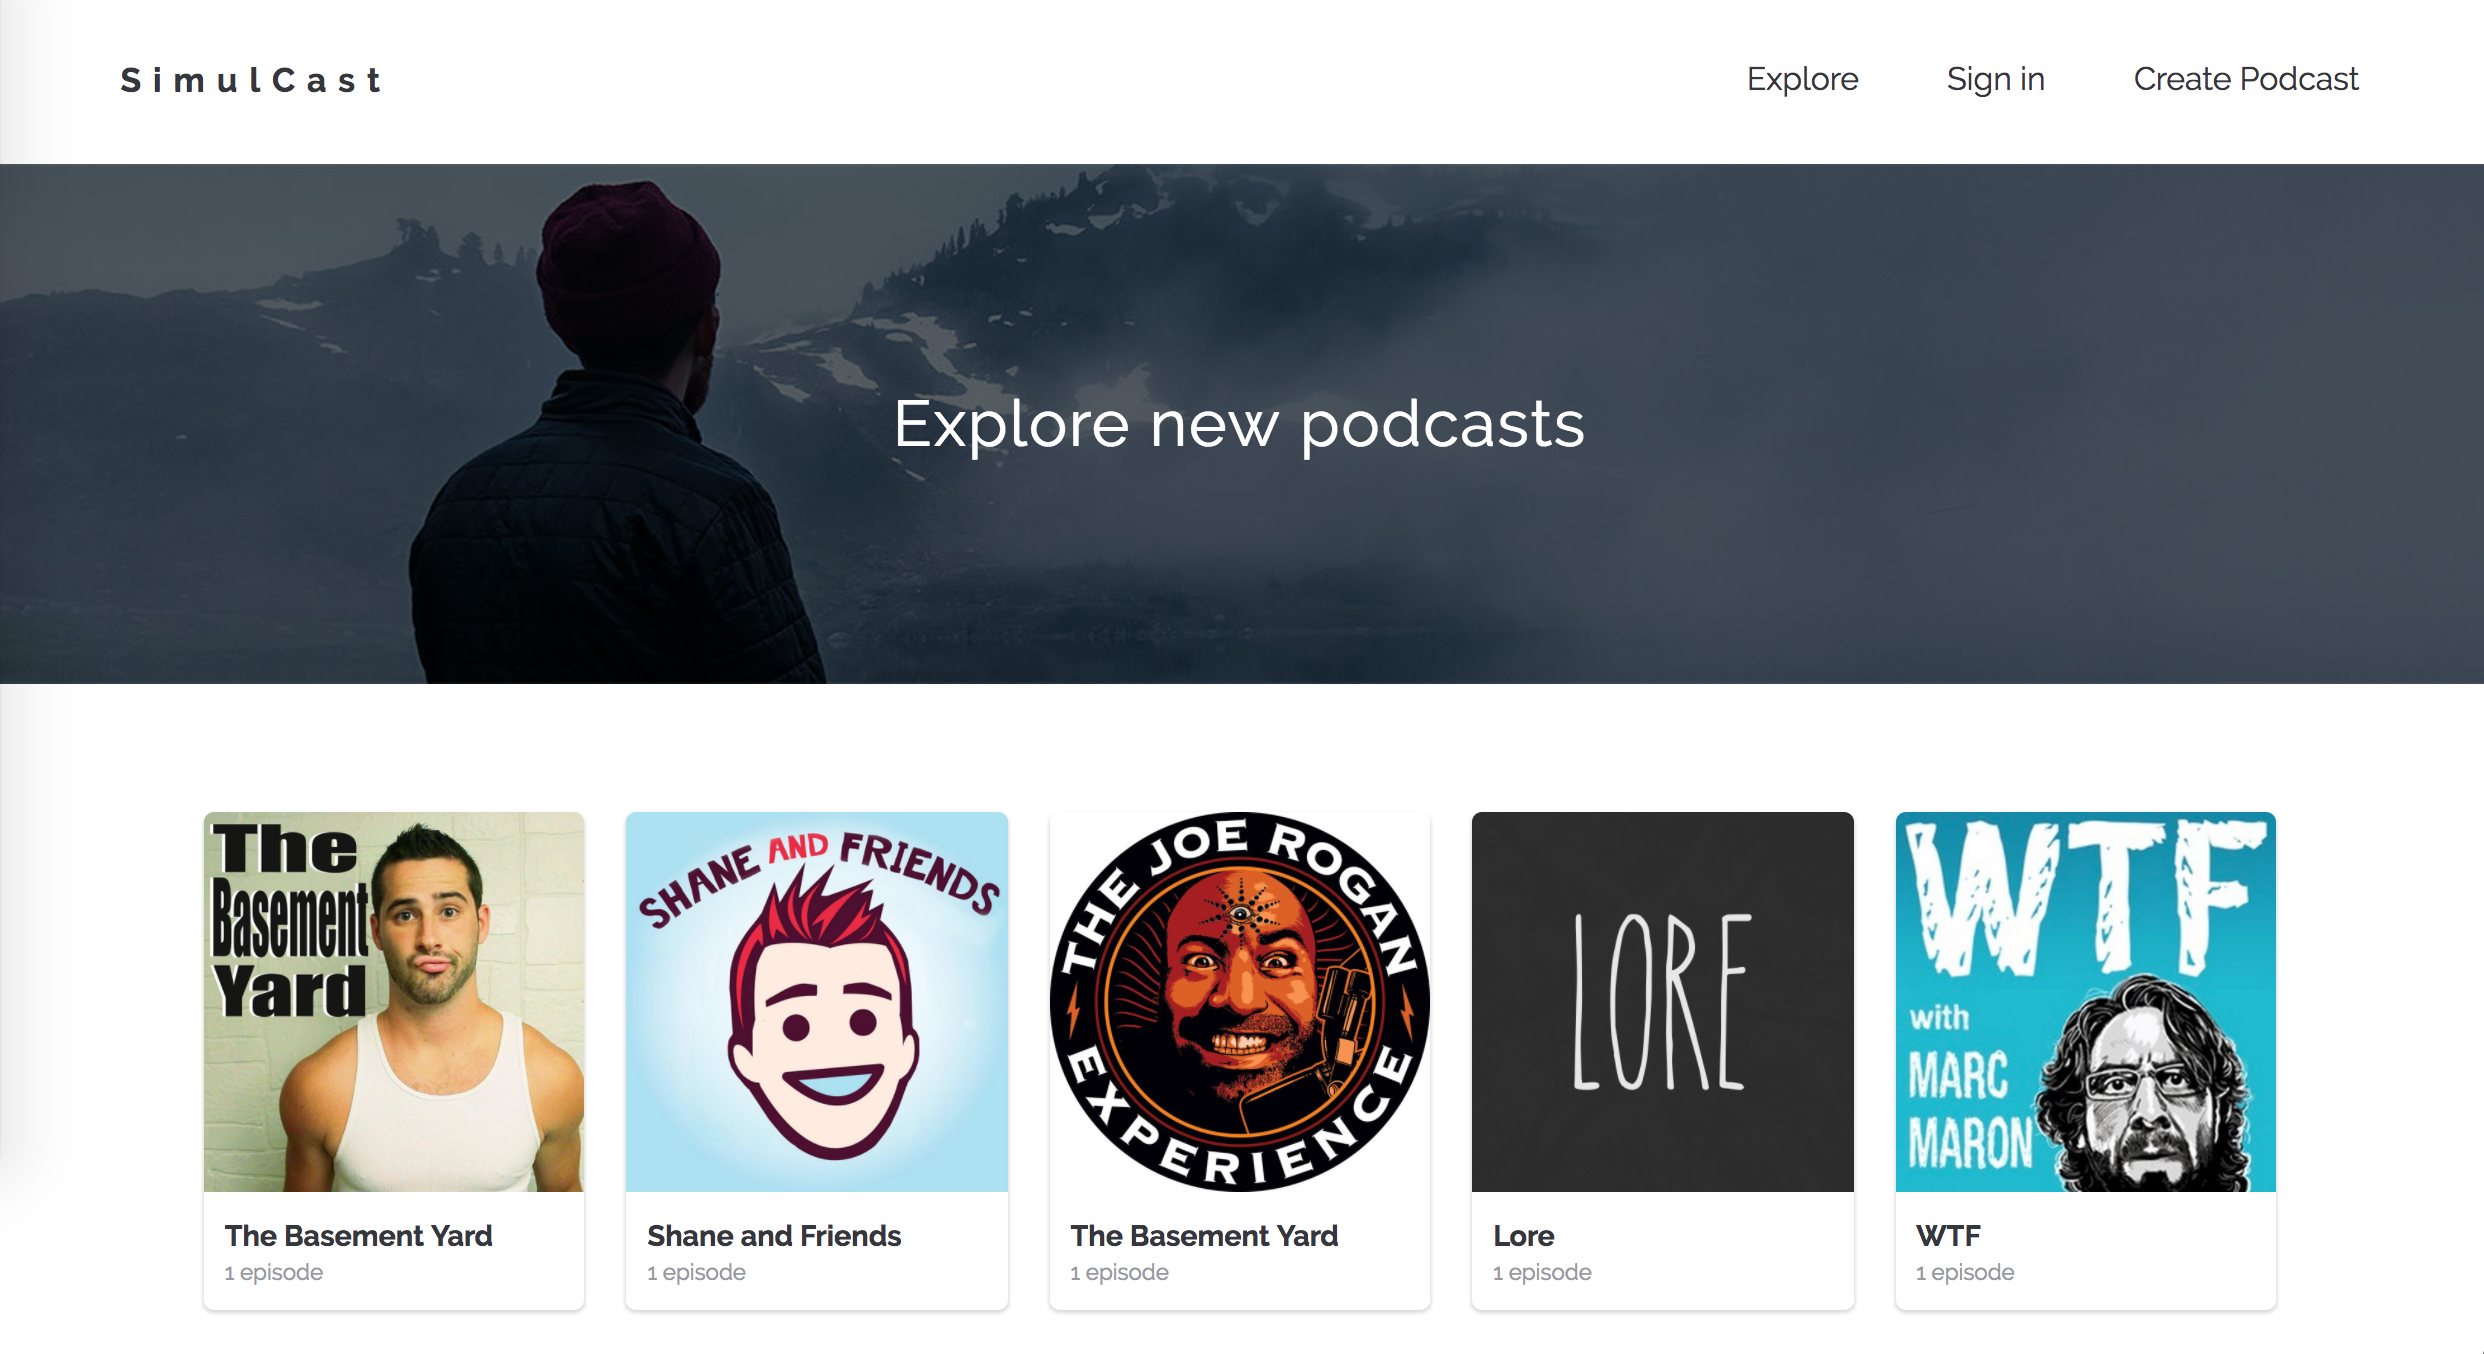 SimulCast
Explore
Sign in
Create Podcast
Explore new podcasts
The
Basement
Yard
SHANE AND FRIENDS
THE JOE ROGAN
EXPERIENCE
LORE
WTF
with
MARC
MARON
The Basement Yard
1 episode
Shane and Friends
1 episode
The Basement Yard
1 episode
Lore
1 episode
WTF
1 episode